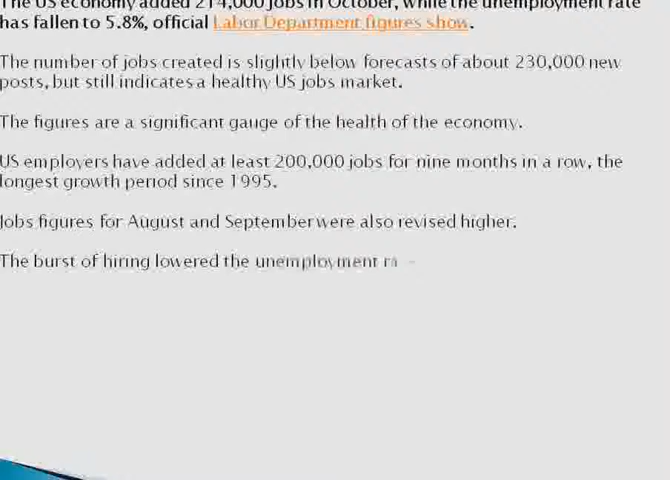 The US economy added 214,000 jobs in October, while the unemployment rate
has fallen to 5.8%, official Labor Department figures show.
The number of jobs created is slightly below forecasts of about 230,000 new
posts, but still indicates a healthy US jobs market.
The figures are a significant gauge of the health of the economy.
US employers have added at least 200,000 jobs for nine months in a row, the
longest growth period since 1995.
Jobs figures for August and September were also revised higher.
The burst of hiring lowered the unemployment ra